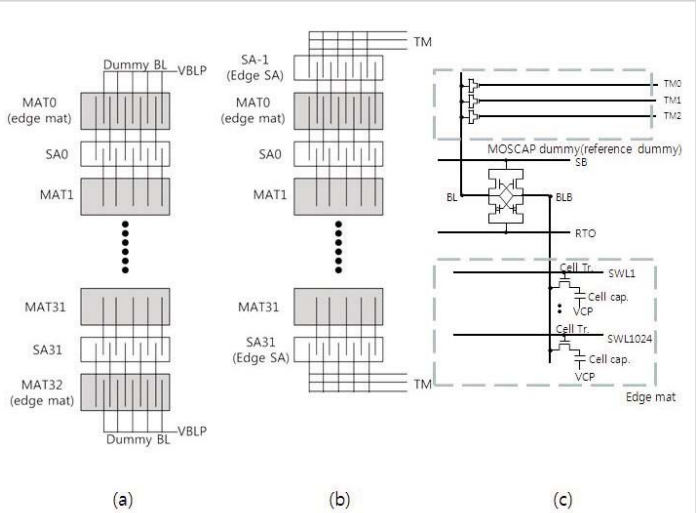 Dummy BL
VBLP
MAT0
(edge mat)
SA0
MAT1
MAT31
SA31
MAT32
(edge mat)
VBLP
Dummy BL
(a)
TM
SA-1
(Edge SA)
MAT0
(edge mat)
SA0
MAT1
MAT31
SA31
(Edge SA)
TM
(b)
TM0
TM1
TM2
MOSCAP dummy(reference dummy)
SB
BL
BLB
RTO
Cell Tr.
SWL1
Cell cap.
VCP
Cell Tr.
SWL1024
Cell cap.
VCP
Edge mat
(c)